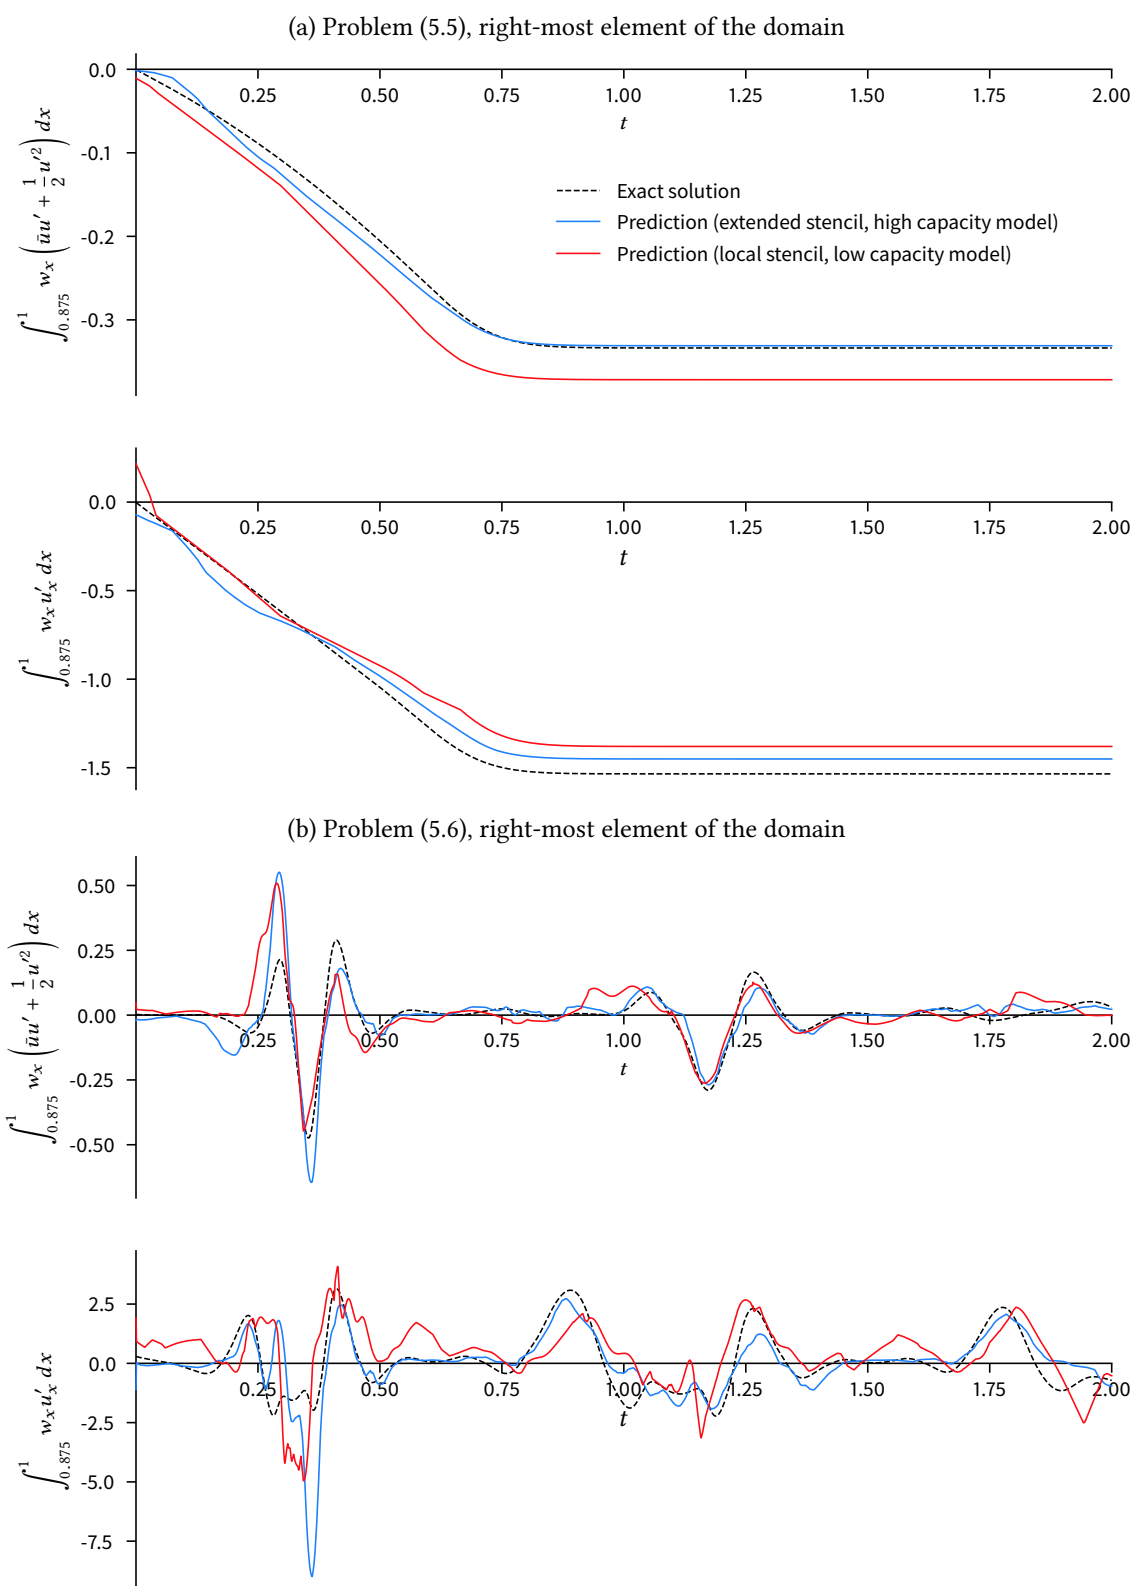 (a) Problem (5.5), right-most element of the domain
0.0
0.25 0.50 0.75 1.00 1.25 1.50 1.75 2.00
t
-0.1
-0.2
-0.3
∫_{0.875}^{1} w_x (ūu′ + ½u′²) dx
Exact solution
Prediction (extended stencil, high capacity model)
Prediction (local stencil, low capacity model)
0.0
0.25 0.50 0.75 1.00 1.25 1.50 1.75 2.00
t
-0.5
-1.0
-1.5
∫_{0.875}^{1} w_x u′_x dx
(b) Problem (5.6), right-most element of the domain
0.50
0.25
0.00
0.25 0.50 0.75 1.00 1.25 1.50 1.75 2.00
t
-0.25
-0.50
∫_{0.875}^{1} w_x (ūu′ + ½u′²) dx
2.5
0.0
0.25 0.50 0.75 1.00 1.25 1.50 1.75 2.00
t
-2.5
-5.0
-7.5
∫_{0.875}^{1} w_x u′_x dx